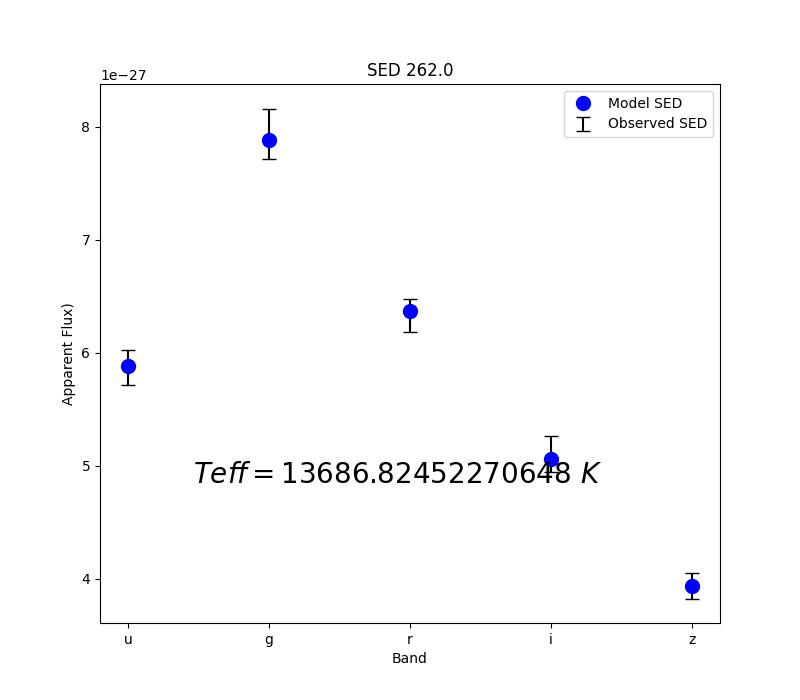 SED 262.0
1e−27
Model SED
Observed SED
8
7
6
5
4
Apparent Flux)
Teff = 13686.82452270648 K
u
g
r
i
z
Band